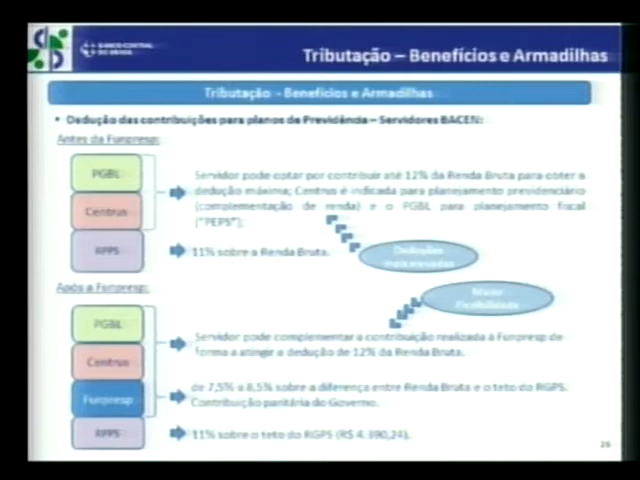 BANCO CENTRAL
DO BRASIL
Tributação – Benefícios e Armadilhas
Tributação - Benefícios e Armadilhas
• Dedução das contribuições para planos de Previdência – Servidores BACEN:
Antes da Funpresp:
PGBL
Centrus
RPPS
Servidor pode optar por contribuir até 12% da Renda Bruta para obter a
dedução máxima; Centrus é indicada para planejamento previdenciário
(complementação de renda) e o PGBL para planejamento fiscal
("PEPS");
11% sobre a Renda Bruta.
Deduções
mais elevadas
Após a Funpresp:
Maior
Flexibilidade
PGBL
Centrus
Funpresp
RPPS
Servidor pode complementar a contribuição realizada à Funpresp de
forma a atingir a dedução de 12% da Renda Bruta.
de 7,5% a 8,5% sobre a diferença entre Renda Bruta e o teto do RGPS.
Contribuição paritária do Governo.
11% sobre o teto do RGPS (R$ 4.390,24).
26